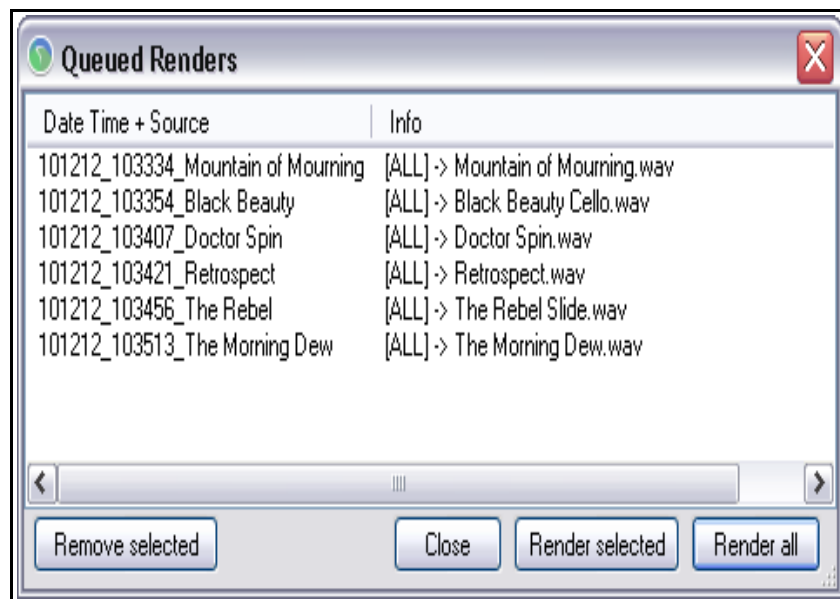 Queued Renders
Date Time + Source Info
101212_103334_Mountain of Mourning [ALL] -> Mountain of Mourning.wav
101212_103354_Black Beauty [ALL] -> Black Beauty Cello.wav
101212_103407_Doctor Spin [ALL] -> Doctor Spin.wav
101212_103421_Retrospect [ALL] -> Retrospect.wav
101212_103456_The Rebel [ALL] -> The Rebel Slide.wav
101212_103513_The Morning Dew [ALL] -> The Morning Dew.wav
Remove selected Close Render selected Render all